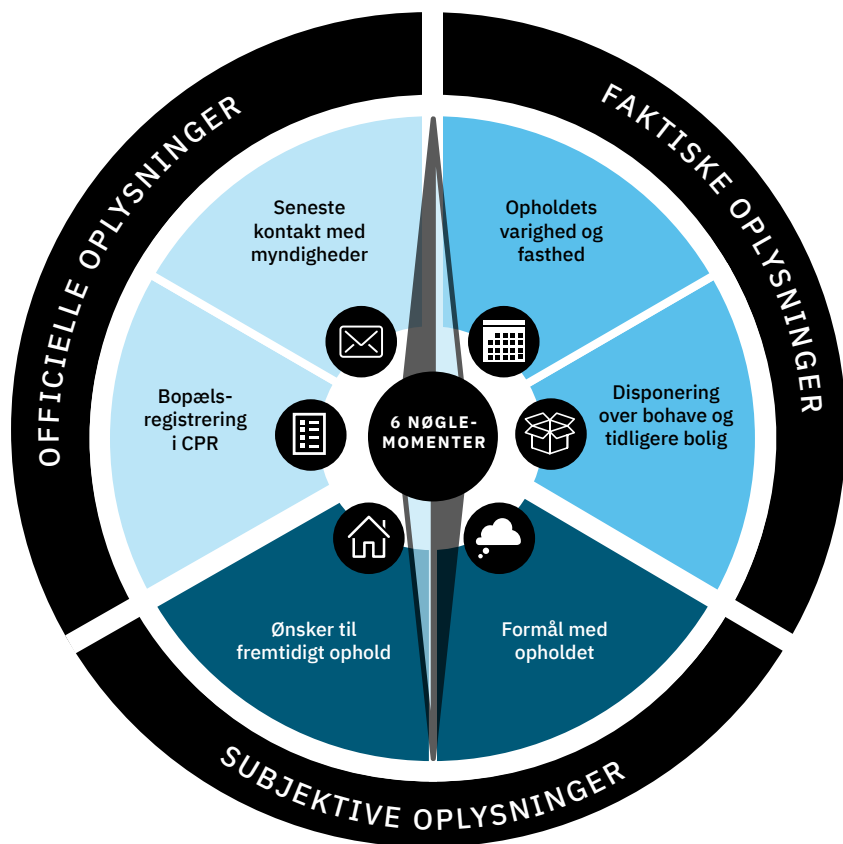 OFFICIELLE OPLYSNINGER
FAKTISKE OPLYSNINGER
Seneste
kontakt med
myndigheder
Opholdets
varighed og
fasthed
Bopæls-
registrering
i CPR
6 NØGLE-
MOMENTER
Disponering
over bohave og
tidligere bolig
Ønsker til
fremtidigt ophold
Formål med
opholdet
SUBJEKTIVE OPLYSNINGER